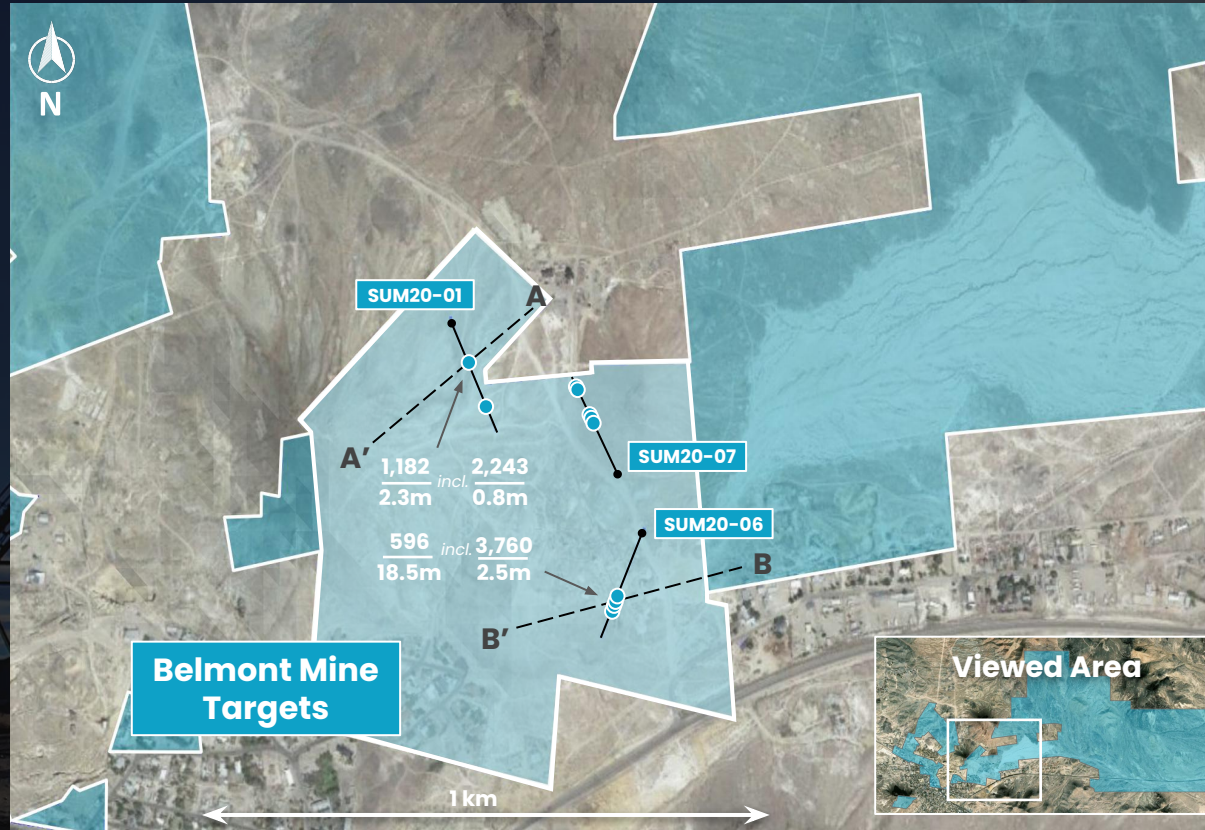 N
SUM20-01
A
A’
1,182 incl. 2,243
2.3m 0.8m
SUM20-07
SUM20-06
596 incl. 3,760
18.5m 2.5m
B
B’
Belmont Mine
Targets
Viewed Area
1 km